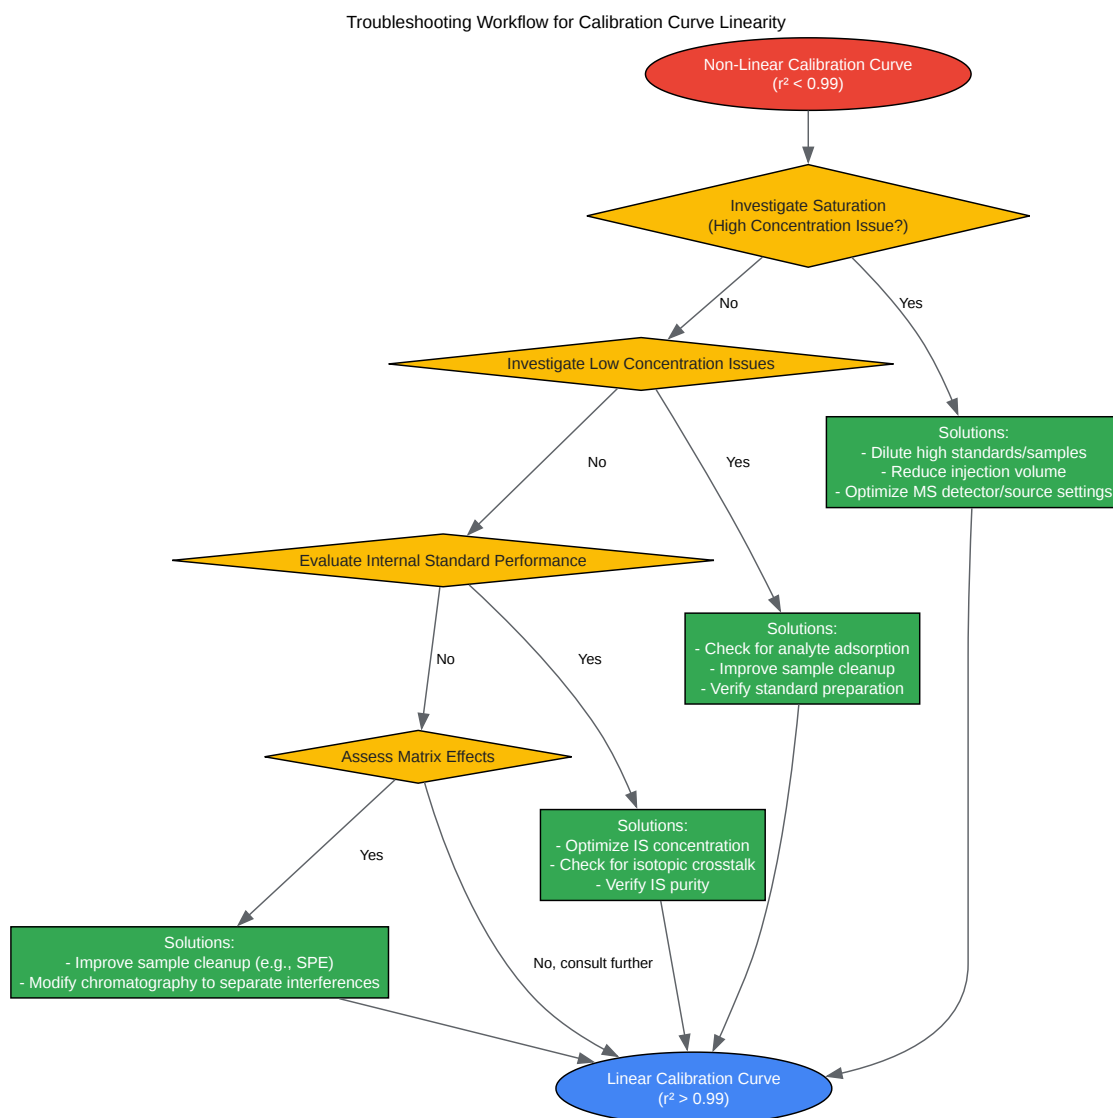 Troubleshooting Workflow for Calibration Curve Linearity
Non-Linear Calibration Curve
(r² < 0.99)
Investigate Saturation
(High Concentration Issue?)
No
Yes
Investigate Low Concentration Issues
Solutions:
- Dilute high standards/samples
- Reduce injection volume
- Optimize MS detector/source settings
No
Yes
Evaluate Internal Standard Performance
Solutions:
- Check for analyte adsorption
- Improve sample cleanup
- Verify standard preparation
No
Yes
Assess Matrix Effects
Solutions:
- Optimize IS concentration
- Check for isotopic crosstalk
- Verify IS purity
Yes
No, consult further
Solutions:
- Improve sample cleanup (e.g., SPE)
- Modify chromatography to separate interferences
Linear Calibration Curve
(r² > 0.99)